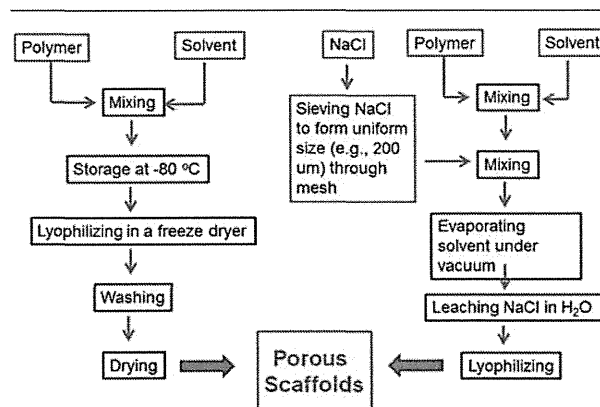 Polymer
Solvent
Mixing
Storage at -80 °C
Lyophilizing in a freeze dryer
Washing
Drying
NaCl
Sieving NaCl
to form uniform
size (e.g., 200
um) through
mesh
Polymer
Solvent
Mixing
Mixing
Evaporating
solvent under
vacuum
Leaching NaCl in H₂O
Lyophilizing
Porous
Scaffolds